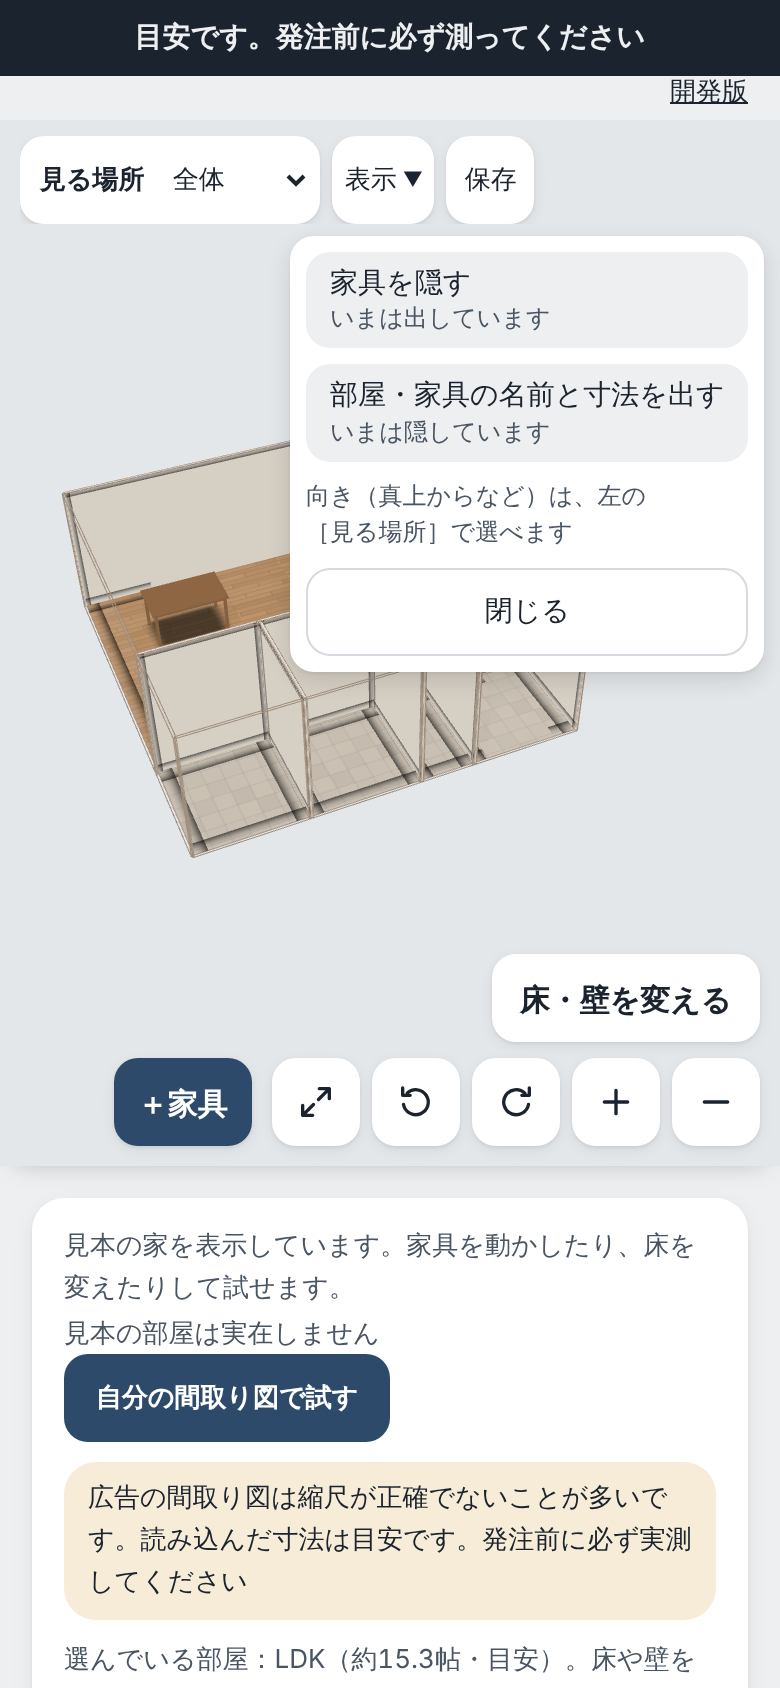 目安です。発注前に必ず測ってください
開発版
見る場所 全体 表示▼ 保存
家具を隠す
いまは出しています
部屋・家具の名前と寸法を出す
いまは隠しています
向き（真上からなど）は、左の
［見る場所］で選べます
閉じる
床・壁を変える
＋家具
見本の家を表示しています。家具を動かしたり、床を
変えたりして試せます。
見本の部屋は実在しません
自分の間取り図で試す
広告の間取り図は縮尺が正確でないことが多いで
す。読み込んだ寸法は目安です。発注前に必ず実測
してください
選んでいる部屋：LDK（約15.3帖・目安）。床や壁を